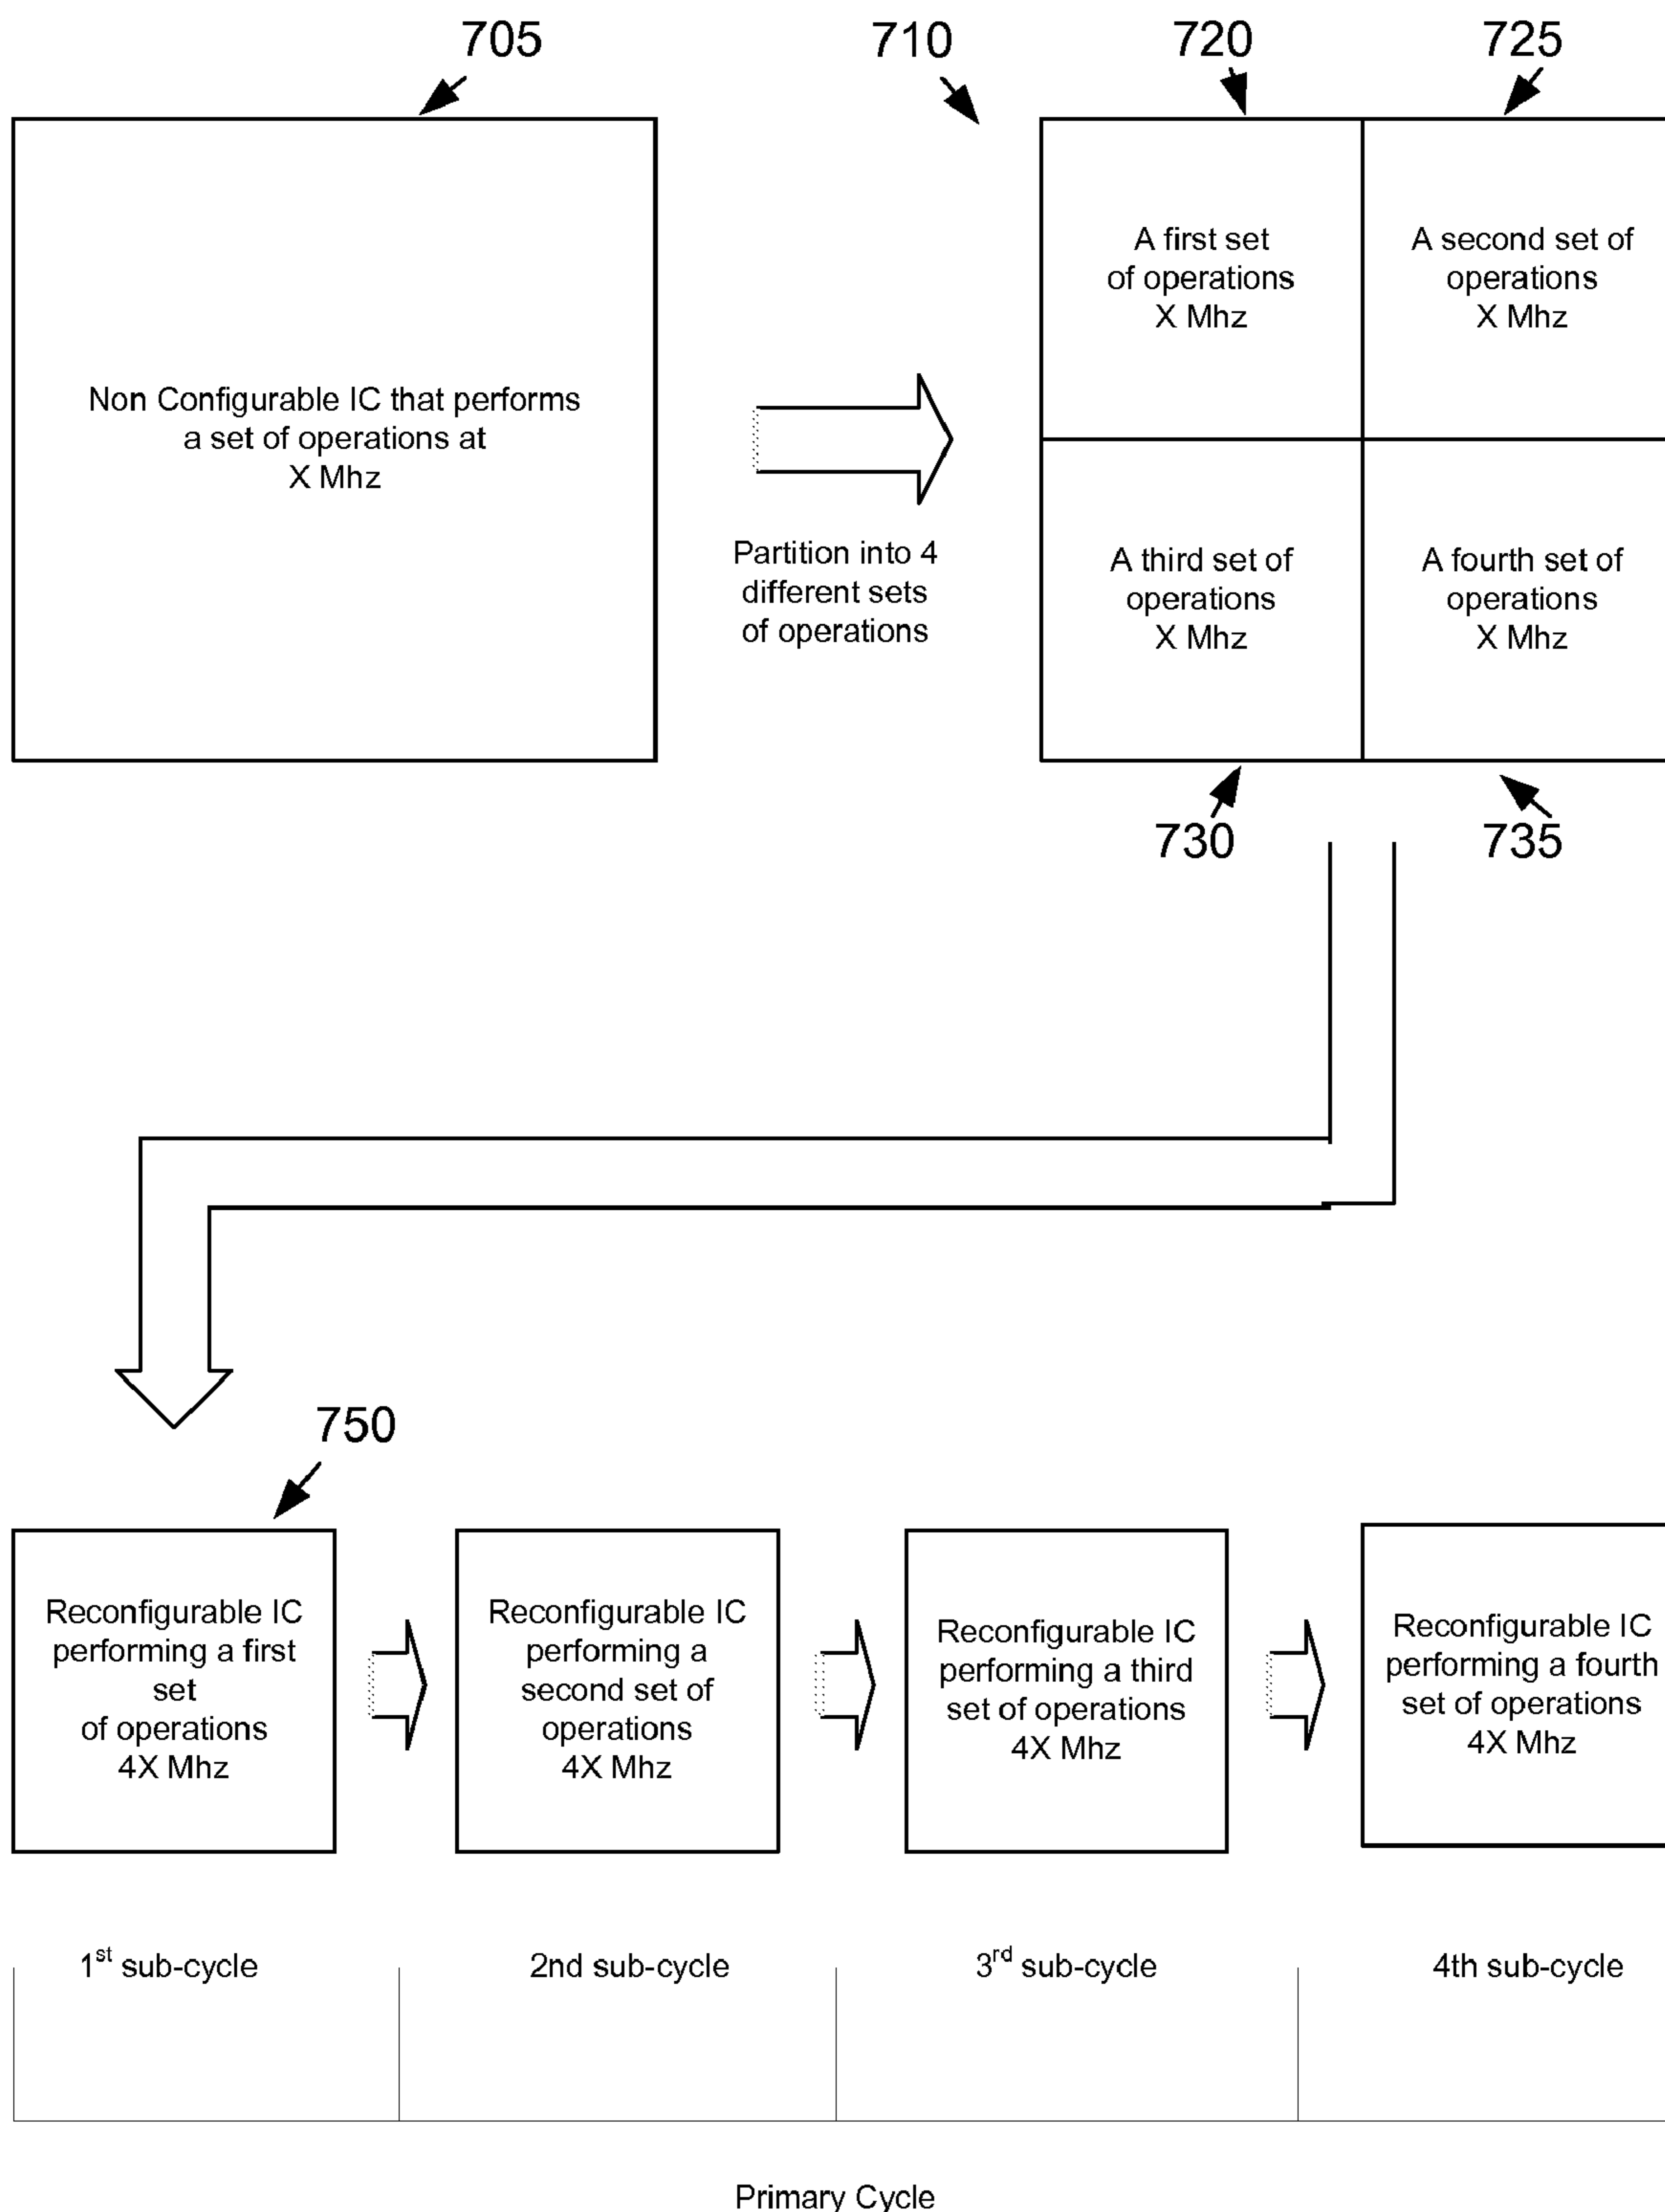 705
710
720
725
Non Configurable IC that performs
a set of operations at
X Mhz
Partition into 4
different sets
of operations
A first set
of operations
X Mhz
A second set of
operations
X Mhz
A third set of
operations
X Mhz
A fourth set of
operations
X Mhz
730
735
750
Reconfigurable IC
performing a first
set
of operations
4X Mhz
Reconfigurable IC
performing a
second set of
operations
4X Mhz
Reconfigurable IC
performing a third
set of operations
4X Mhz
Reconfigurable IC
performing a fourth
set of operations
4X Mhz
1st sub-cycle
2nd sub-cycle
3rd sub-cycle
4th sub-cycle
Primary Cycle